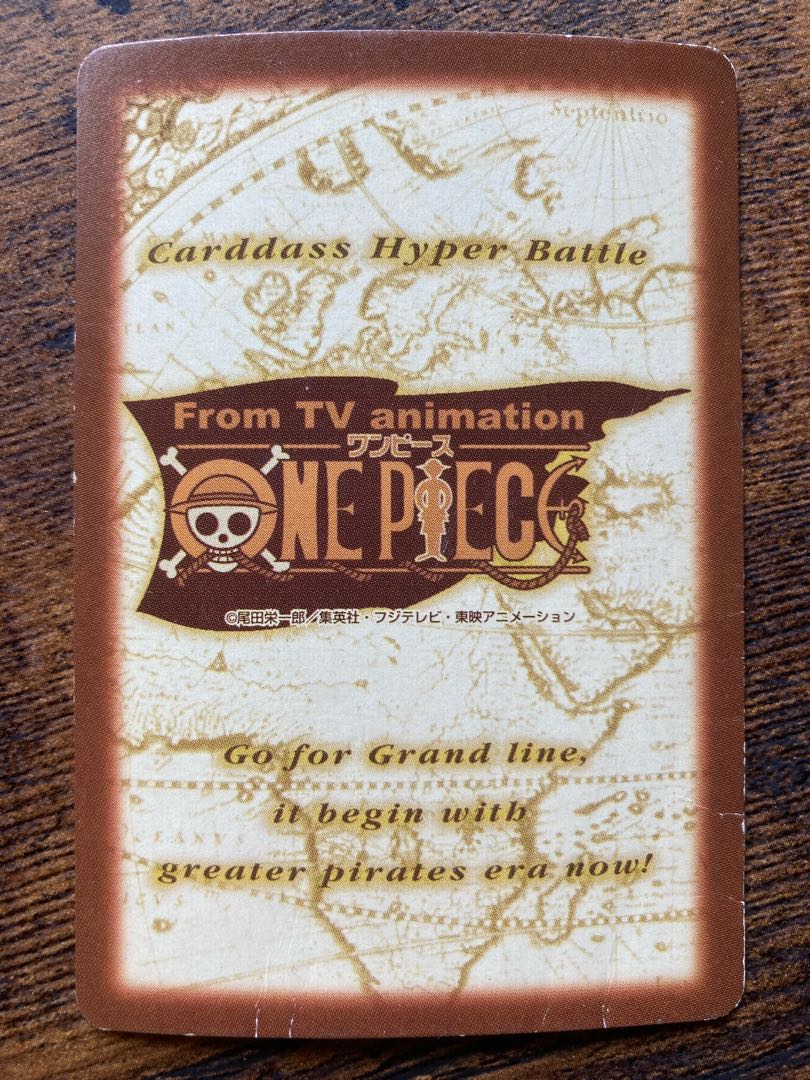 Septentrio
Carddass Hyper Battle
From TV animation
ワンピース
ONE PIECE
©尾田栄一郎／集英社・フジテレビ・東映アニメーション
Go for Grand line,
it begin with
greater pirates era now!